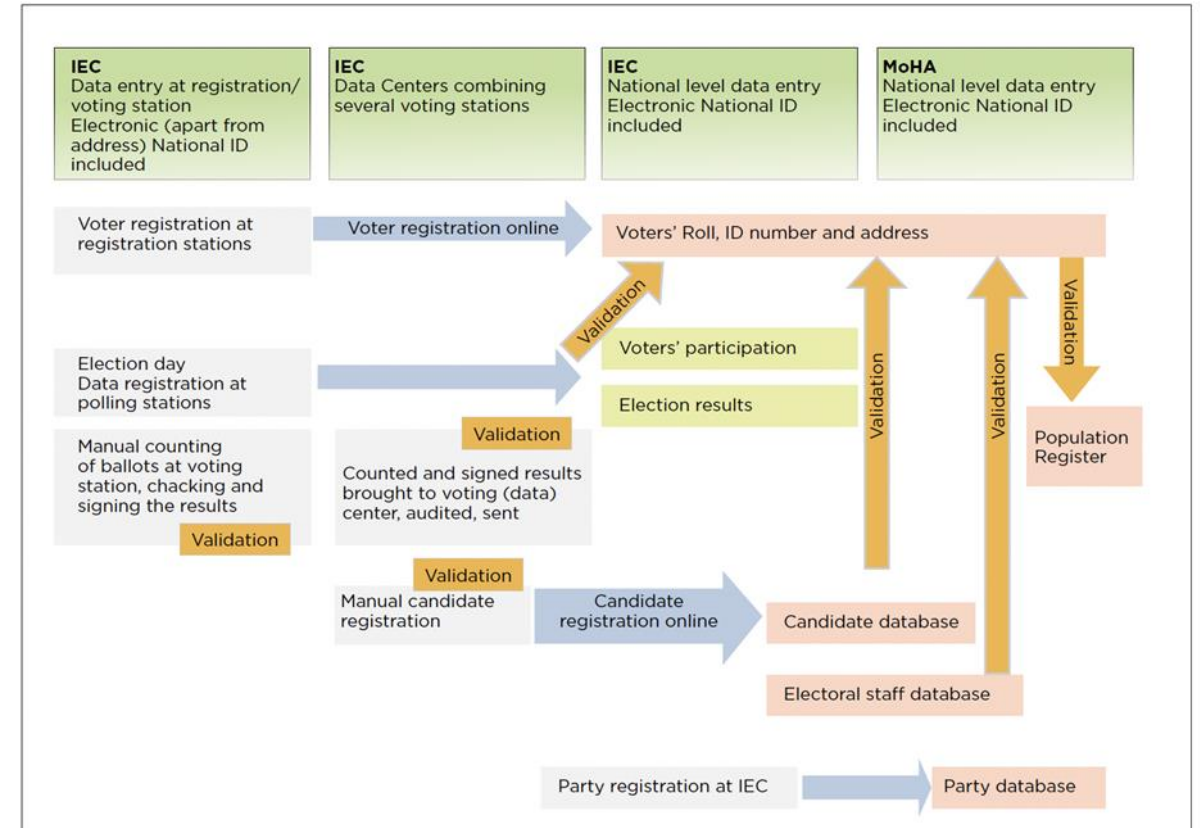 IEC
Data entry at registration/
voting station
Electronic (apart from
address) National ID
included
IEC
Data Centers combining
several voting stations
IEC
National level data entry
Electronic National ID
included
MoHA
National level data entry
Electronic National ID
included
Voter registration at
registration stations
Voter registration online
Voters’ Roll, ID number and address
Validation
Validation
Validation
Validation
Election day
Data registration at
polling stations
Voters’ participation
Election results
Population
Register
Manual counting
of ballots at voting
station, chacking and
signing the results
Validation
Validation
Counted and signed results
brought to voting (data)
center, audited, sent
Validation
Manual candidate
registration
Candidate
registration online
Candidate database
Electoral staff database
Party registration at IEC
Party database